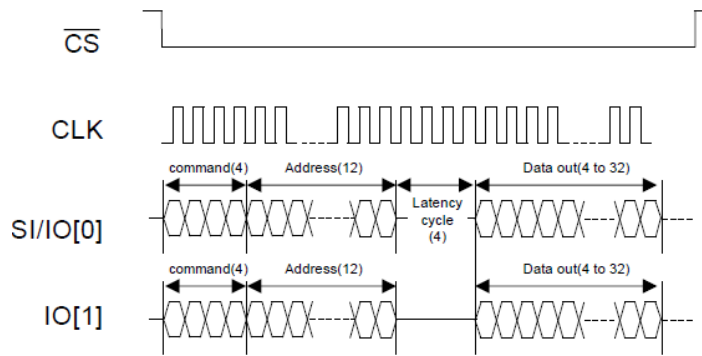 CS
CLK
command(4) Address(12) Data out(4 to 32)
SI/IO[0]
Latency
cycle
(4)
command(4) Address(12) Data out(4 to 32)
IO[1]